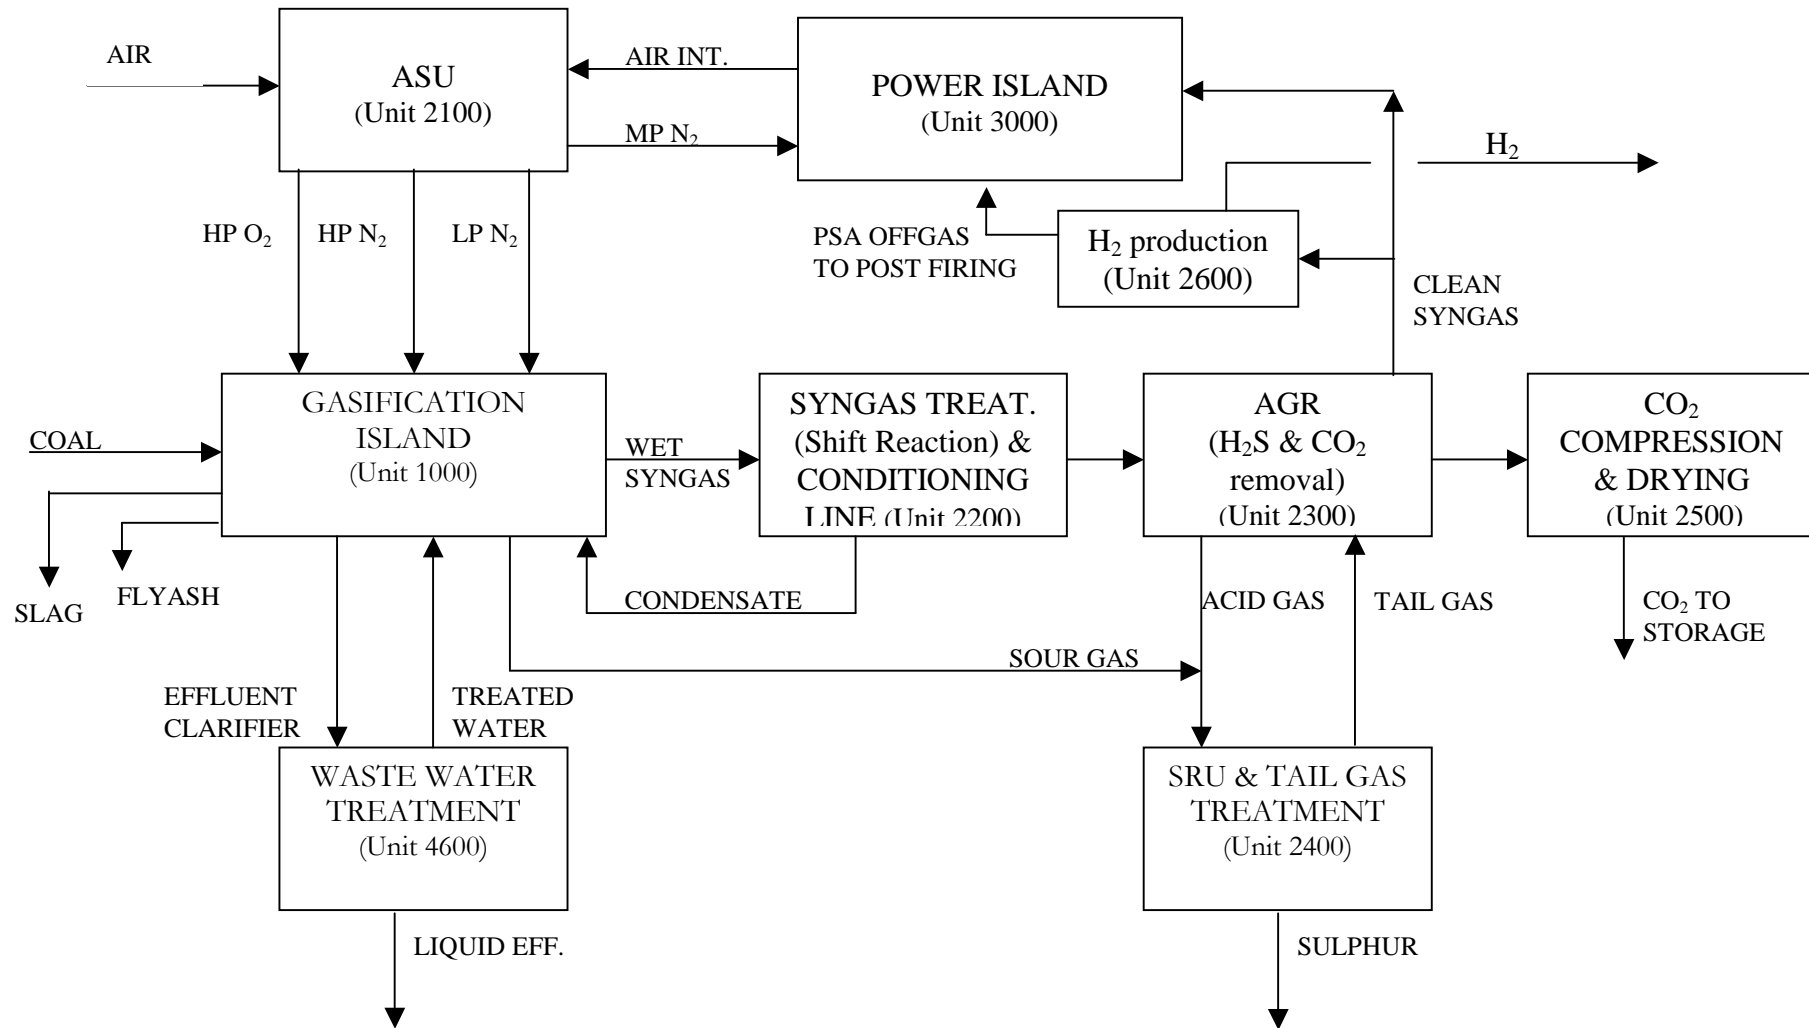 AIR
ASU
(Unit 2100)
AIR INT.
MP N₂
POWER ISLAND
(Unit 3000)
H₂
HP O₂
HP N₂
LP N₂
PSA OFFGAS
TO POST FIRING
H₂ production
(Unit 2600)
CLEAN
SYNGAS
COAL
GASIFICATION
ISLAND
(Unit 1000)
WET
SYNGAS
SYNGAS TREAT.
(Shift Reaction) &
CONDITIONING
LINE (Unit 2200)
AGR
(H₂S & CO₂
removal)
(Unit 2300)
CO₂
COMPRESSION
& DRYING
(Unit 2500)
SLAG
FLYASH
CONDENSATE
ACID GAS
TAIL GAS
CO₂ TO
STORAGE
SOUR GAS
EFFLUENT
CLARIFIER
TREATED
WATER
WASTE WATER
TREATMENT
(Unit 4600)
SRU & TAIL GAS
TREATMENT
(Unit 2400)
LIQUID EFF.
SULPHUR